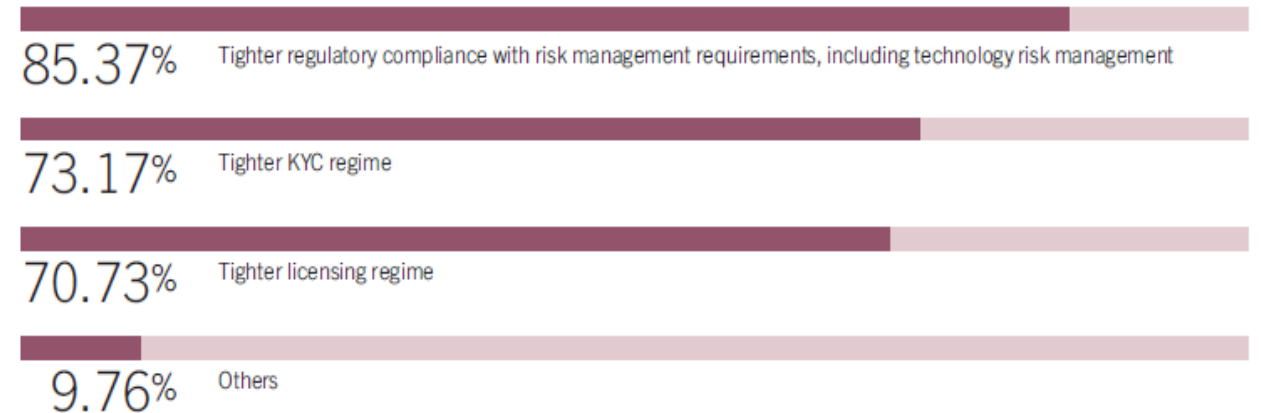 85.37% Tighter regulatory compliance with risk management requirements, including technology risk management
73.17% Tighter KYC regime
70.73% Tighter licensing regime
9.76% Others